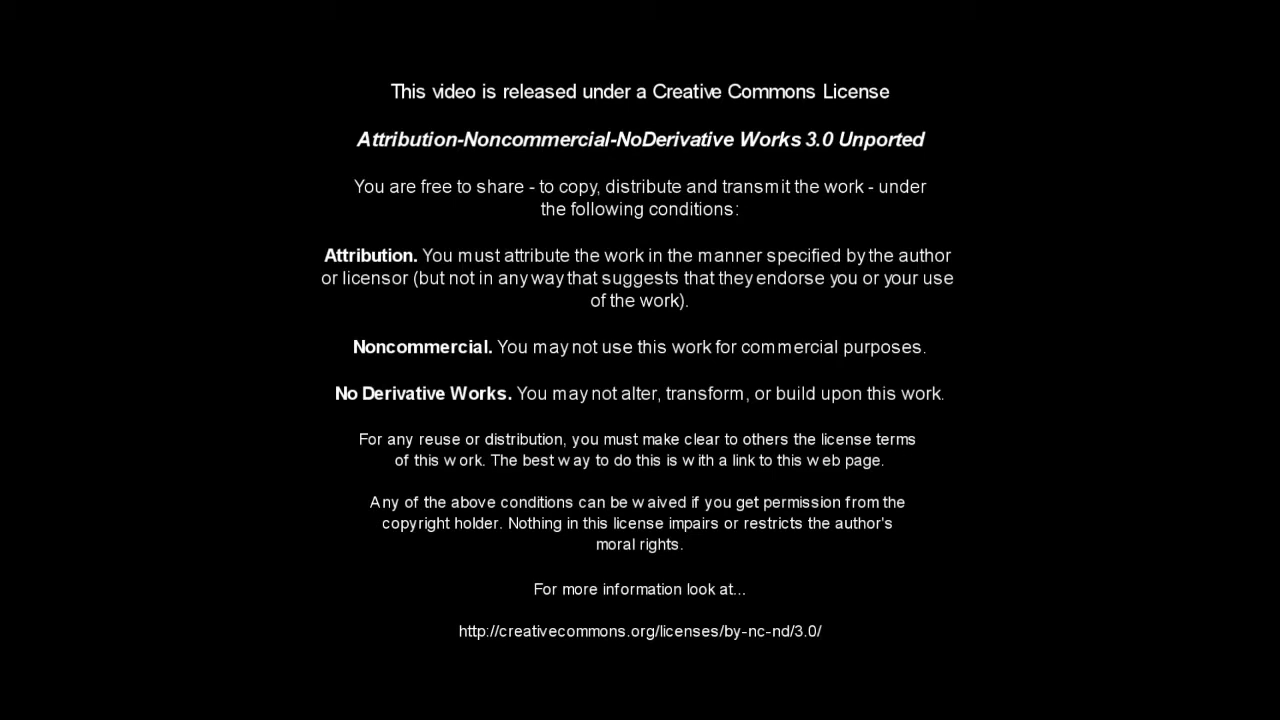 This video is released under a Creative Commons License
Attribution-Noncommercial-NoDerivative Works 3.0 Unported
You are free to share - to copy, distribute and transmit the work - under
the following conditions:
Attribution. You must attribute the work in the manner specified by the author
or licensor (but not in any way that suggests that they endorse you or your use
of the work).
Noncommercial. You may not use this work for commercial purposes.
No Derivative Works. You may not alter, transform, or build upon this work.
For any reuse or distribution, you must make clear to others the license terms
of this work. The best way to do this is with a link to this web page.
Any of the above conditions can be waived if you get permission from the
copyright holder. Nothing in this license impairs or restricts the author's
moral rights.
For more information look at...
http://creativecommons.org/licenses/by-nc-nd/3.0/